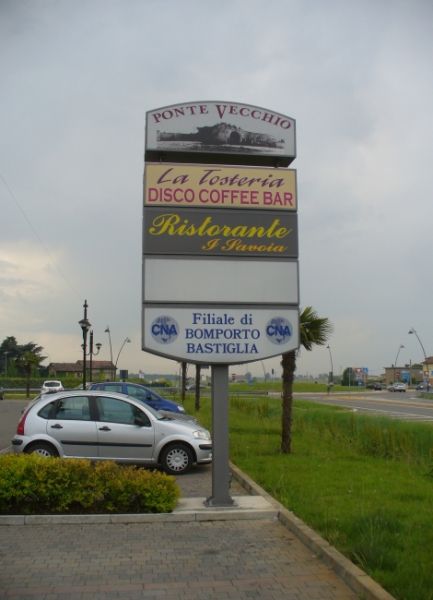 PONTE VECCHIO
La Tosteria
DISCO COFFEE BAR
Ristorante
I Savoia
CNA
Filiale di
BOMPORTO
BASTIGLIA
CNA